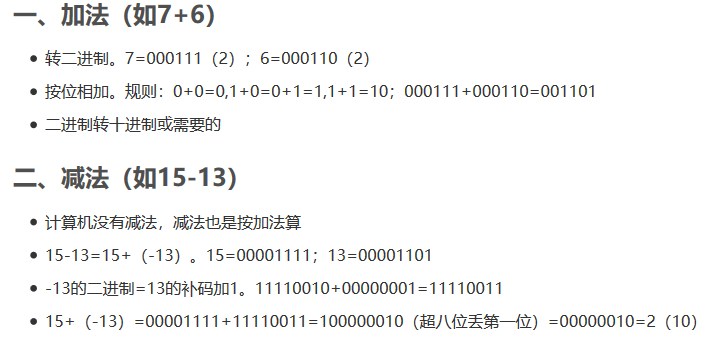 一、加法（如7+6）
转二进制。7=000111（2）；6=000110（2）
按位相加。规则：0+0=0,1+0=0+1=1,1+1=10；000111+000110=001101
二进制转十进制或需要的
二、减法（如15-13）
计算机没有减法，减法也是按加法算
15-13=15+（-13）。15=00001111；13=00001101
-13的二进制=13的补码加1。11110010+00000001=11110011
15+（-13）=00001111+11110011=100000010（超八位丢第一位）=00000010=2（10）